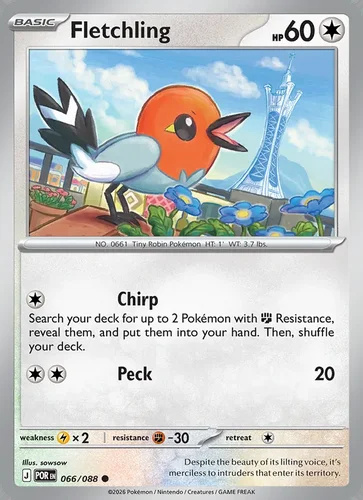 BASIC Fletchling HP 60
NO. 0661 Tiny Robin Pokémon HT: 1' WT: 3.7 lbs.
Chirp
Search your deck for up to 2 Pokémon with Resistance,
reveal them, and put them into your hand. Then, shuffle
your deck.
Peck 20
weakness ×2 resistance -30 retreat
Illus. sowsow
J POR EN 066/088
Despite the beauty of its lilting voice, it's
merciless to intruders that enter its territory.
©2026 Pokémon / Nintendo / Creatures / GAME FREAK